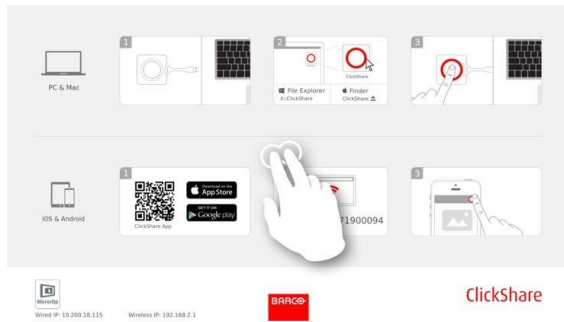 1
2
3
ClickShare
PC & Mac
File Explorer
Finder
E:\ClickShare
ClickShare
1
3
Download on the
App Store
GET IT ON
Google play
iOS & Android
ClickShare App
71900094
MirrorOp
ClickShare
BARCO
Wired IP: 10.200.18.115
Wireless IP: 192.168.2.1